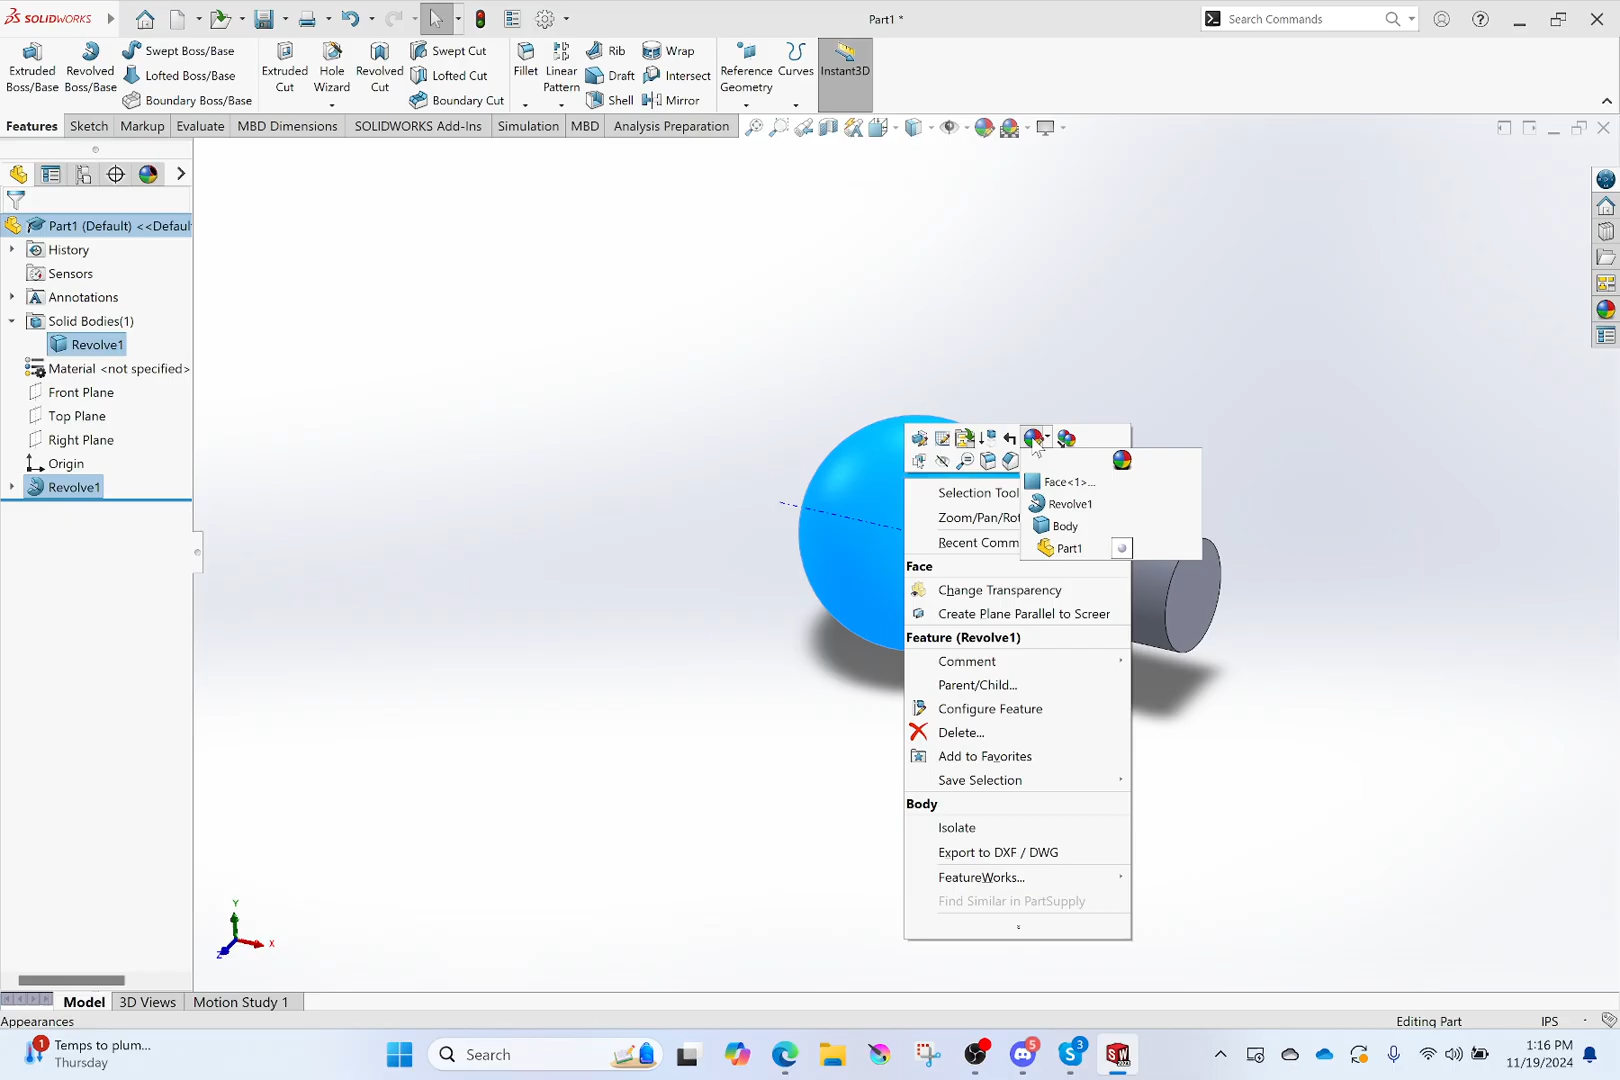 SOLIDWORKS
Part1 *
Search Commands
Extruded Boss/Base
Revolved Boss/Base
Swept Boss/Base
Lofted Boss/Base
Boundary Boss/Base
Extruded Cut
Hole Wizard
Revolved Cut
Swept Cut
Lofted Cut
Boundary Cut
Fillet
Linear Pattern
Rib
Draft
Shell
Wrap
Intersect
Mirror
Reference Geometry
Curves
Instant3D
Features
Sketch
Markup
Evaluate
MBD Dimensions
SOLIDWORKS Add-Ins
Simulation
MBD
Analysis Preparation
Part1 (Default) <<Defau
History
Sensors
Annotations
Solid Bodies(1)
Revolve1
Material <not specified>
Front Plane
Top Plane
Right Plane
Origin
Revolve1
Selection Tool
Zoom/Pan/Rot
Recent Comm
Face<1>...
Revolve1
Body
Part1
Face
Change Transparency
Create Plane Parallel to Screen
Feature (Revolve1)
Comment
Parent/Child...
Configure Feature
Delete...
Add to Favorites
Save Selection
Body
Isolate
Export to DXF / DWG
FeatureWorks...
Find Similar in PartSupply
Y
X
Z
Model
3D Views
Motion Study 1
Appearances
Editing Part
IPS
1
Temps to plum...
Thursday
Search
5
3
SW
2023
1:16 PM
11/19/2024